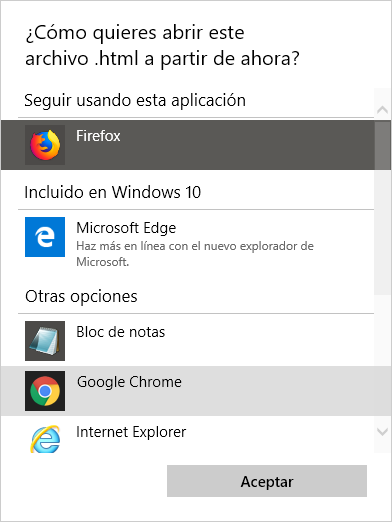 ¿Cómo quieres abrir este
archivo .html a partir de ahora?
Seguir usando esta aplicación
Firefox
Incluido en Windows 10
Microsoft Edge
Haz más en línea con el nuevo explorador de
Microsoft.
Otras opciones
Bloc de notas
Google Chrome
Internet Explorer
Aceptar